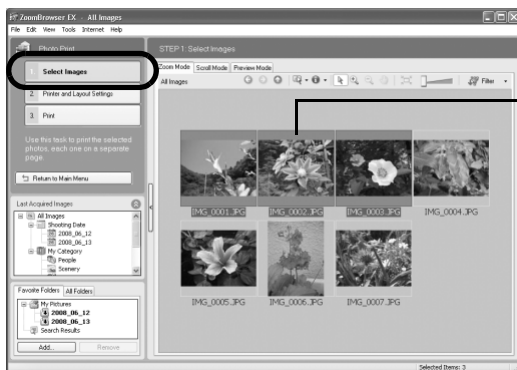 ZoomBrowser EX - All Images
File Edit View Tools Internet Help
Photo Print
1. Select Images
2. Printer and Layout Settings
3. Print
Use this task to print the selected
photos, each one on a separate
page.
Return to Main Menu
Last Acquired Images
All Images
Shooting Date
2008_06_12
2008_06_13
My Category
People
Scenery
Favorite Folders All Folders
My Pictures
2008_06_12
2008_06_13
Search Results
Add... Remove
STEP 1: Select Images
Zoom Mode Scroll Mode Preview Mode
All Images Filter
IMG_0001.JPG IMG_0002.JPG IMG_0003.JPG IMG_0004.JPG
IMG_0005.JPG IMG_0006.JPG IMG_0007.JPG
Selected Items: 3